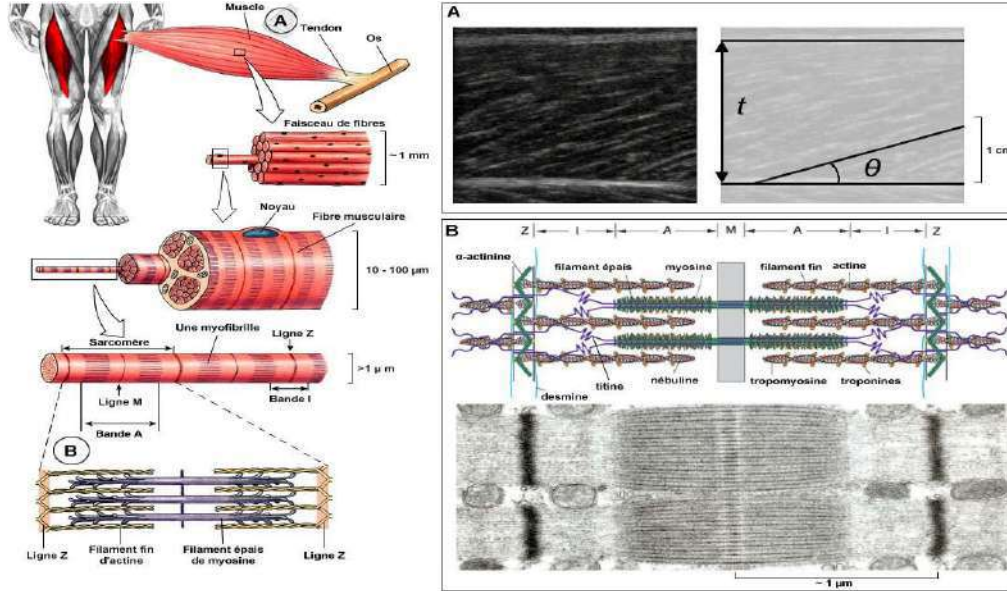 Muscle
A
Tendon
Os
Faisceau de fibres
~ 1 mm
Noyau
Fibre musculaire
10 - 100 µm
Une myofibrille
Ligne Z
Sarcomère
>1 µ m
Ligne M
Bande I
Bande A
B
Ligne Z
Filament fin
d'actine
Filament épais
de myosine
Ligne Z
A
t
θ
1 cm
B
Z I A M A I Z
α-actinine
filament épais
myosine
filament fin
actine
titine
nébuline
tropomyosine
troponines
desmine
~ 1 µm